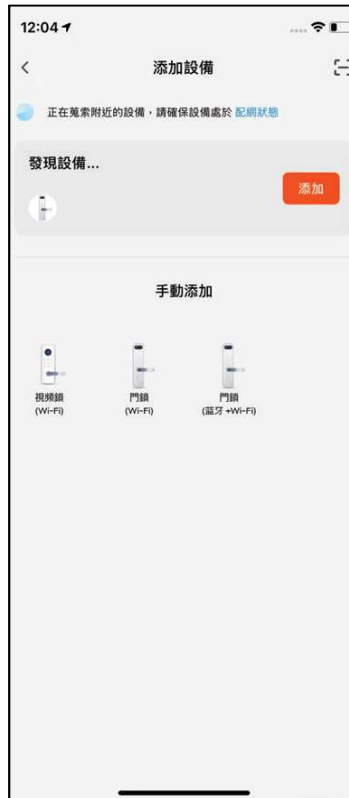 12:04
添加設備
正在蒐索附近的設備，請確保設備處於 配網狀態
發現設備...
添加
手動添加
視頻鎖
(Wi-Fi)
門鎖
(Wi-Fi)
門鎖
(藍牙+Wi-Fi)